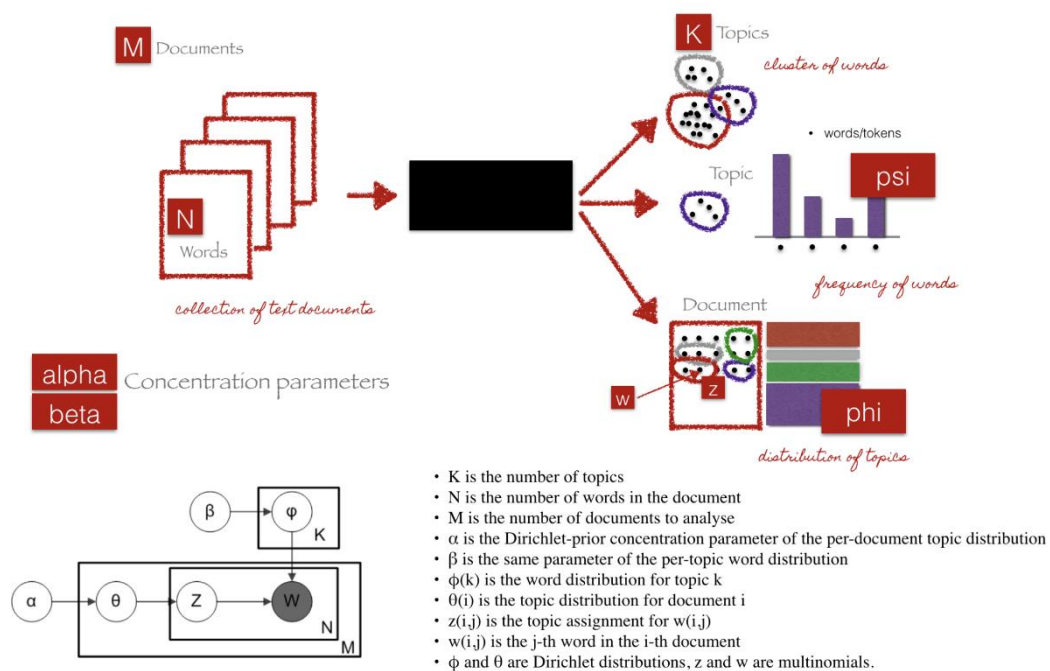 M Documents
K Topics
cluster of words
• words/tokens
N
Words
Topic
psi
collection of text documents
frequency of words
Document
alpha
beta
Concentration parameters
w
z
phi
distribution of topics
β
φ
K
α
θ
Z
W
N
M
• K is the number of topics
• N is the number of words in the document
• M is the number of documents to analyse
• α is the Dirichlet-prior concentration parameter of the per-document topic distribution
• β is the same parameter of the per-topic word distribution
• ϕ(k) is the word distribution for topic k
• θ(i) is the topic distribution for document i
• z(i,j) is the topic assignment for w(i,j)
• w(i,j) is the j-th word in the i-th document
• ϕ and θ are Dirichlet distributions, z and w are multinomials.